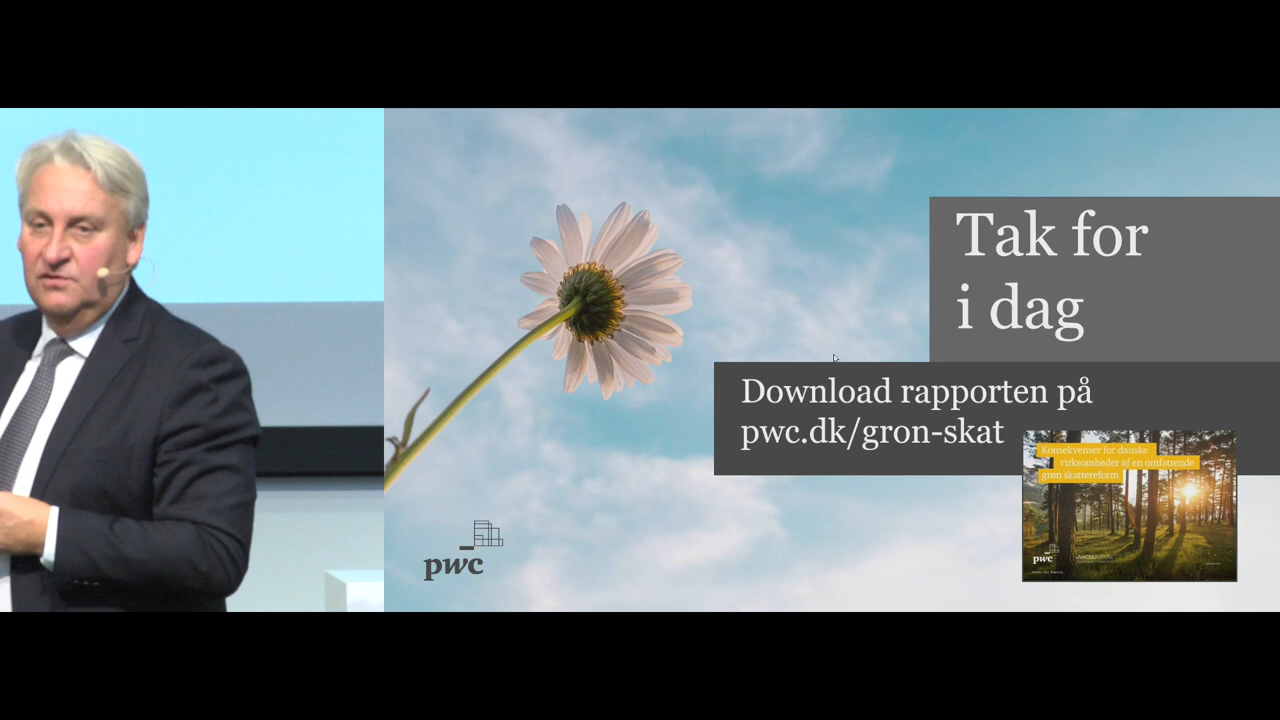 Tak for
i dag
Download rapporten på
pwc.dk/gron-skat
Konsekvenser for danske
virksomheder af en omfattende
grøn skattereform
pwc
pwc